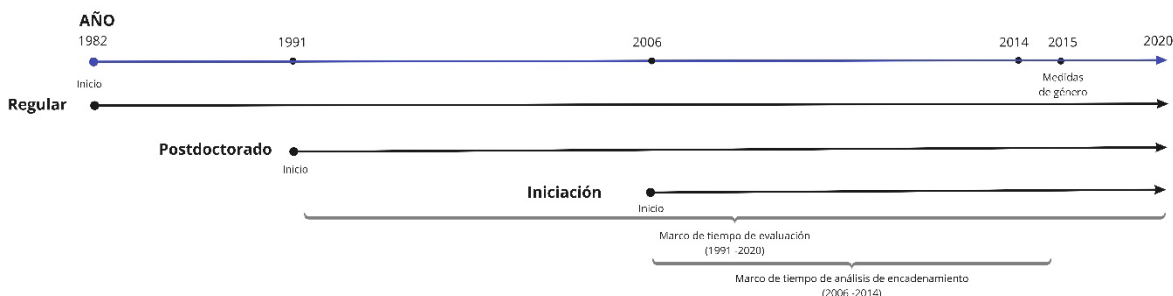 AÑO
1982
1991
2006
2014
2015
2020
Inicio
Medidas
de género
Regular
Postdoctorado
Inicio
Iniciación
Inicio
Marco de tiempo de evaluación
(1991 -2020)
Marco de tiempo de análisis de encadenamiento
(2006 -2014)